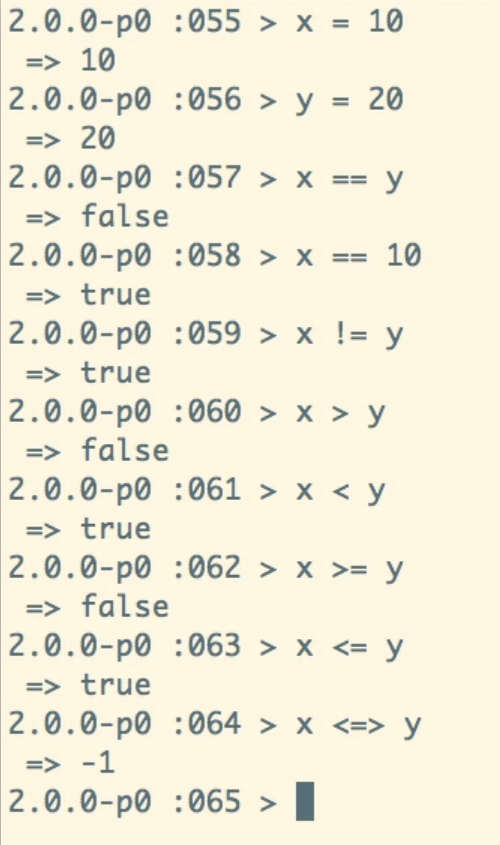 2.0.0-p0 :055 > x = 10
 => 10
2.0.0-p0 :056 > y = 20
 => 20
2.0.0-p0 :057 > x == y
 => false
2.0.0-p0 :058 > x == 10
 => true
2.0.0-p0 :059 > x != y
 => true
2.0.0-p0 :060 > x > y
 => false
2.0.0-p0 :061 > x < y
 => true
2.0.0-p0 :062 > x >= y
 => false
2.0.0-p0 :063 > x <= y
 => true
2.0.0-p0 :064 > x <=> y
 => -1
2.0.0-p0 :065 >